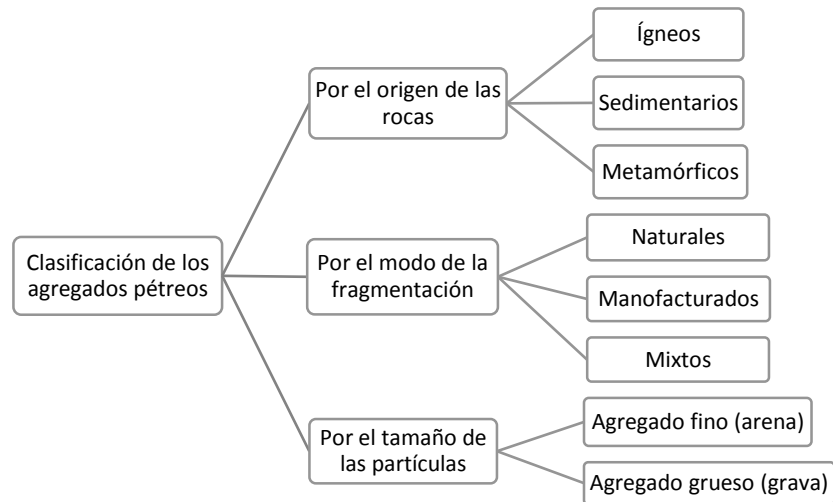 Clasificación de los
agregados pétreos
Por el origen de las
rocas
Ígneos
Sedimentarios
Metamórficos
Por el modo de la
fragmentación
Naturales
Manofacturados
Mixtos
Por el tamaño de
las partículas
Agregado fino (arena)
Agregado grueso (grava)